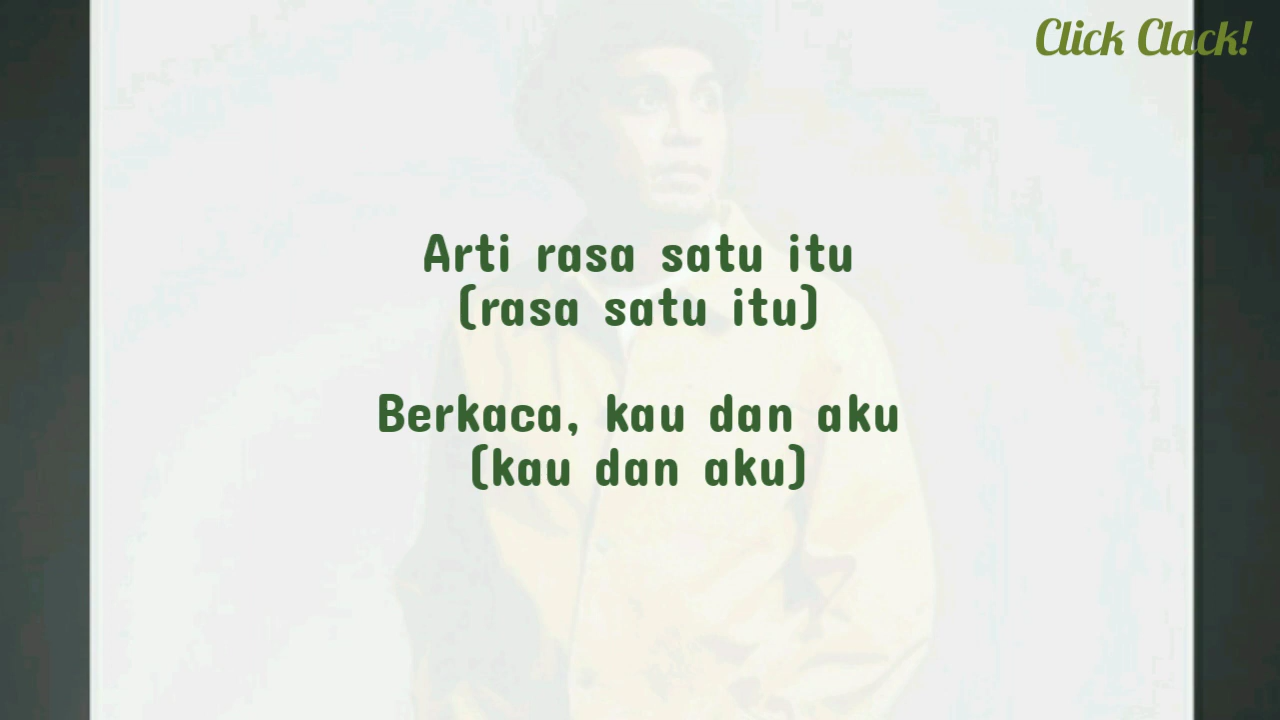 Click Clack!
Arti rasa satu itu
(rasa satu itu)
Berkaca, kau dan aku
(kau dan aku)